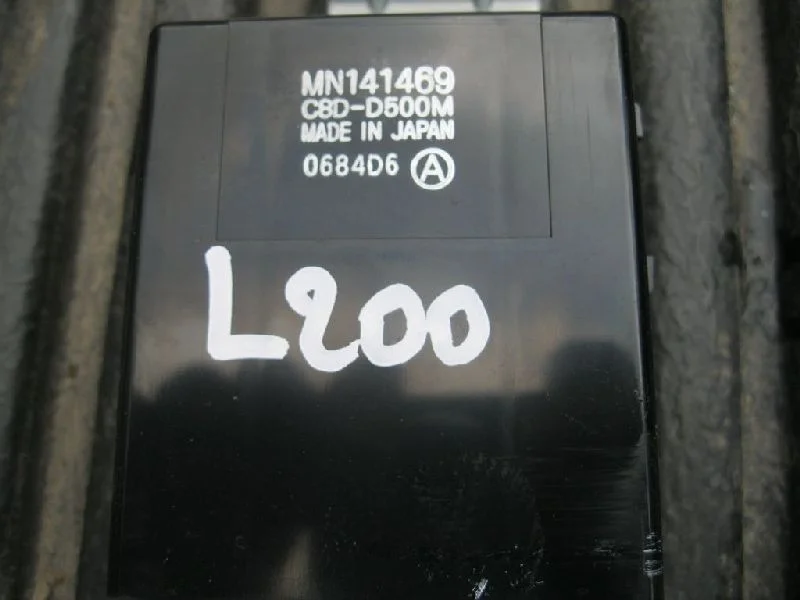 MN141469
C8D-D500M
MADE IN JAPAN
0684D6 Ⓐ
L200